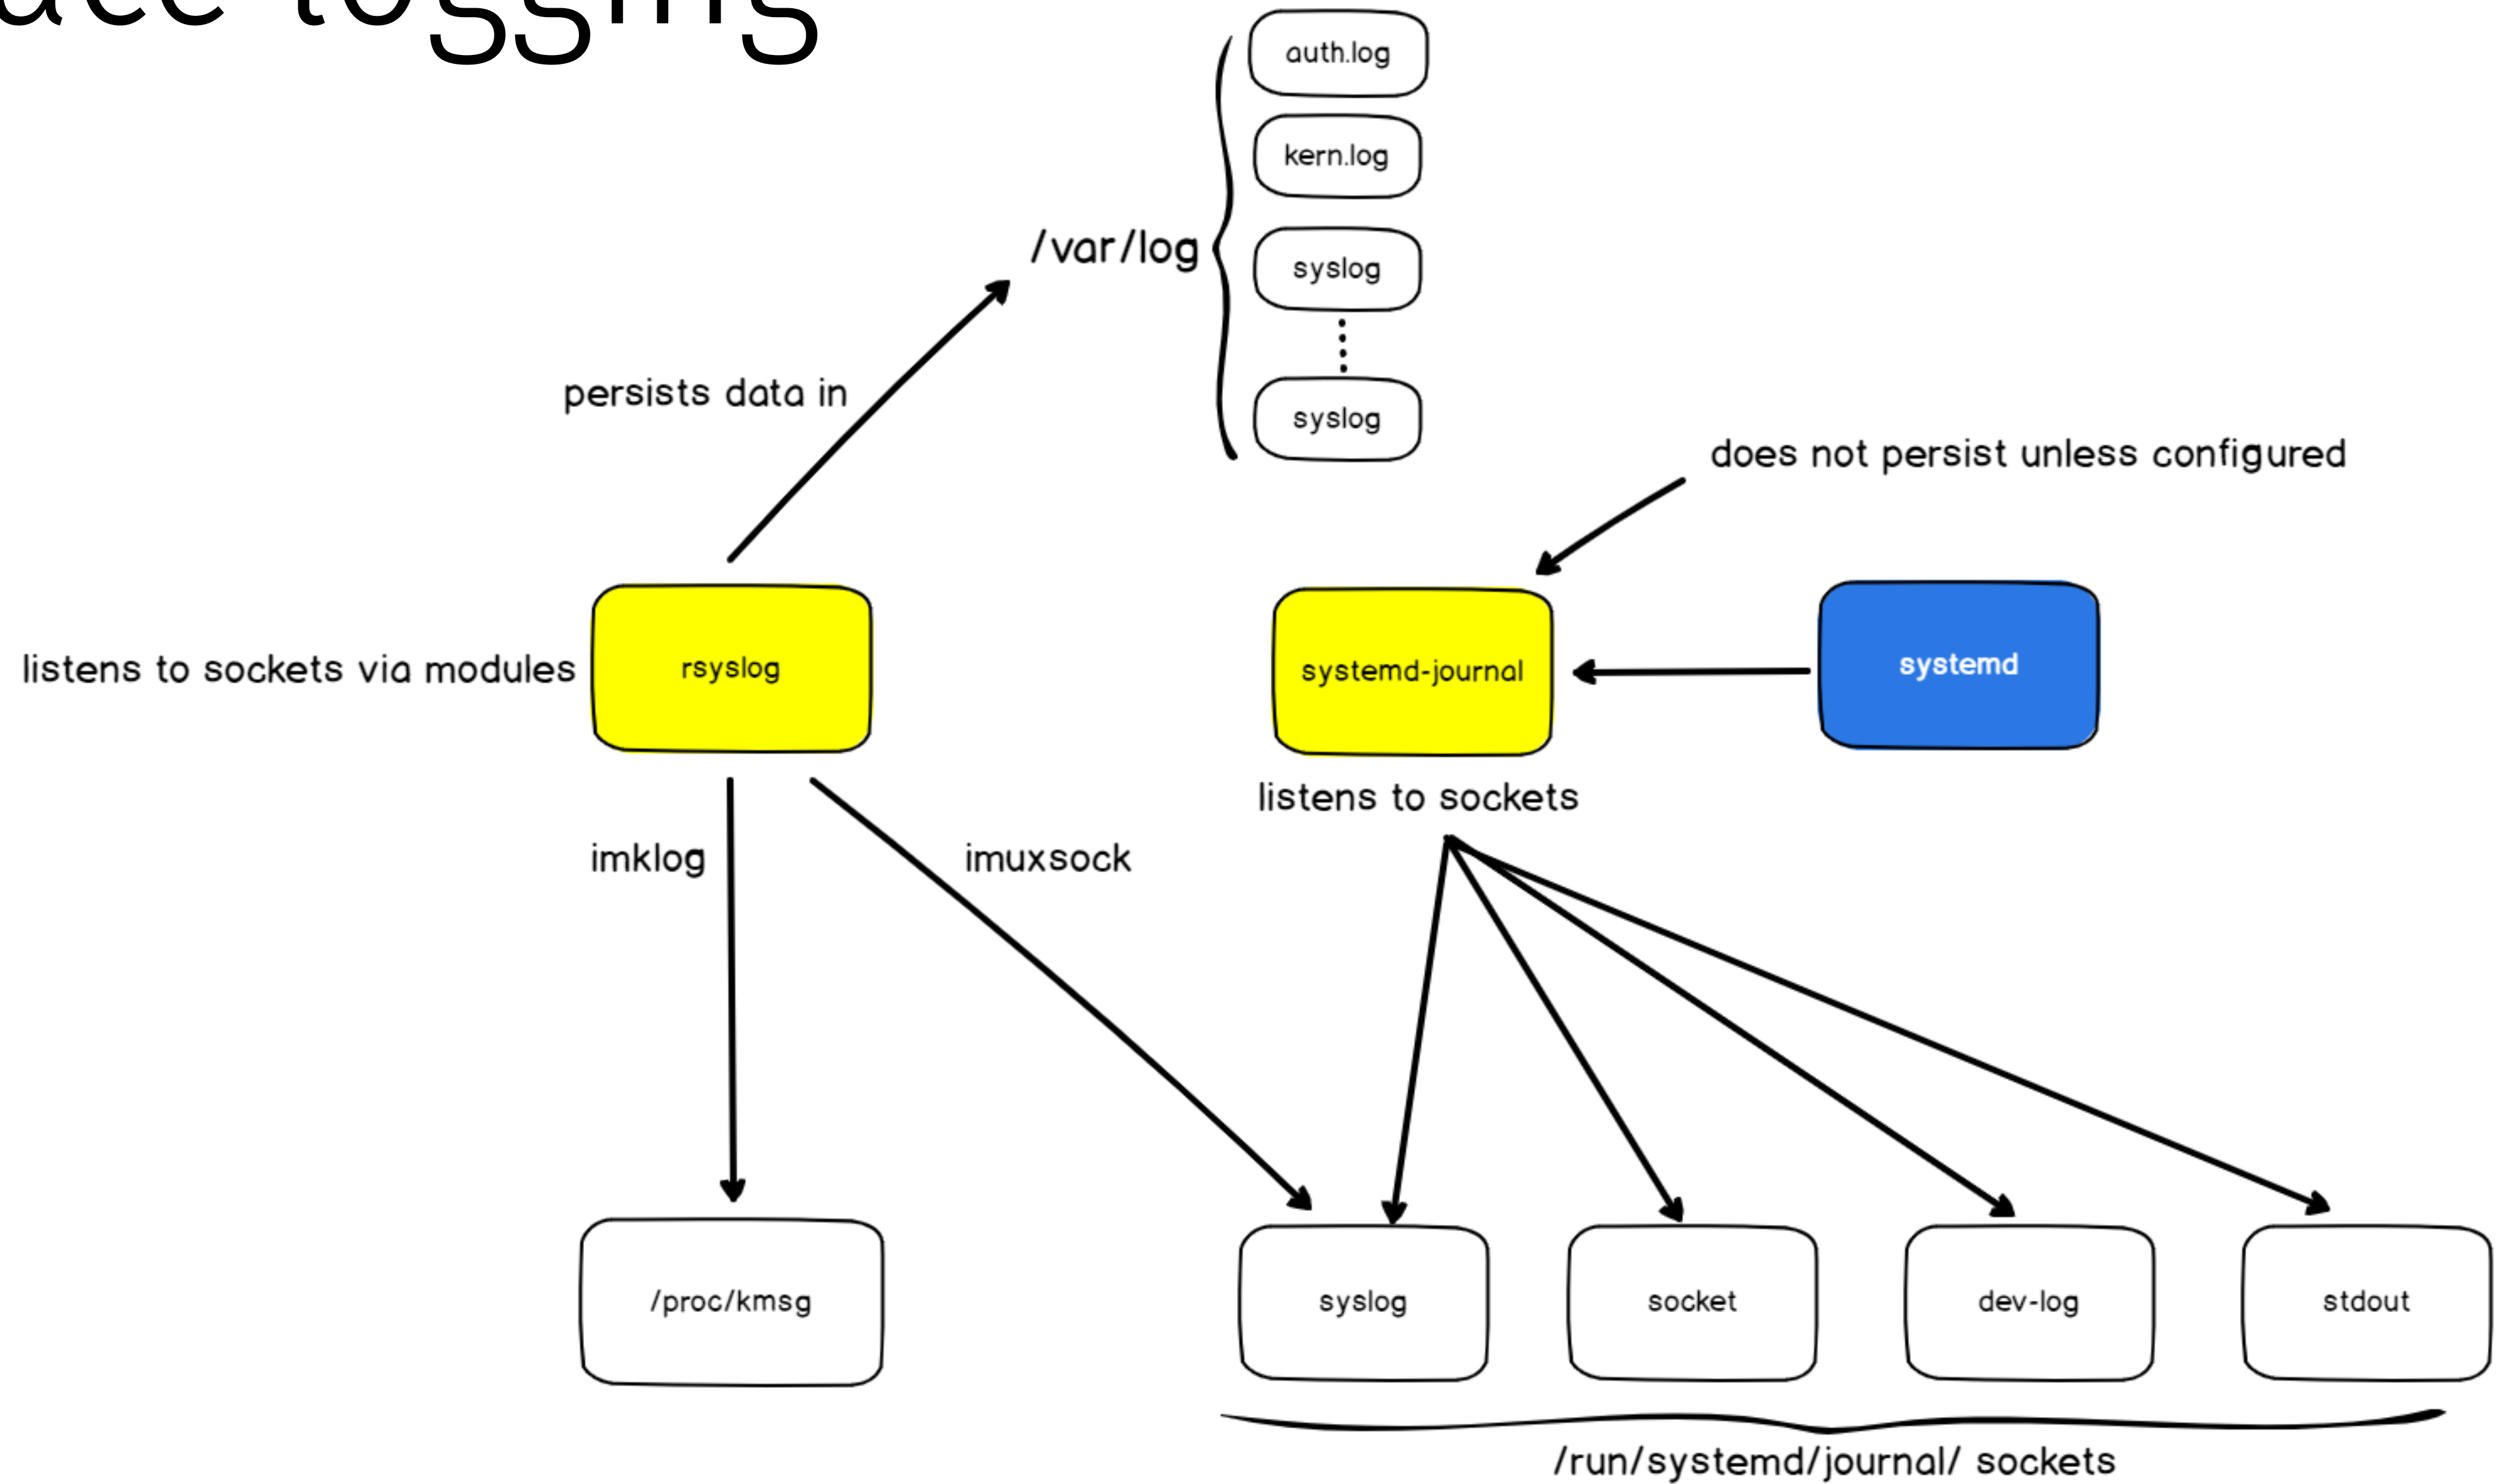 auth.log
kern.log
/var/log
syslog
persists data in
syslog
does not persist unless configured
listens to sockets via modules
rsyslog
systemd-journal
systemd
listens to sockets
imklog
imuxsock
/proc/kmsg
syslog
socket
dev-log
stdout
/run/systemd/journal/ sockets